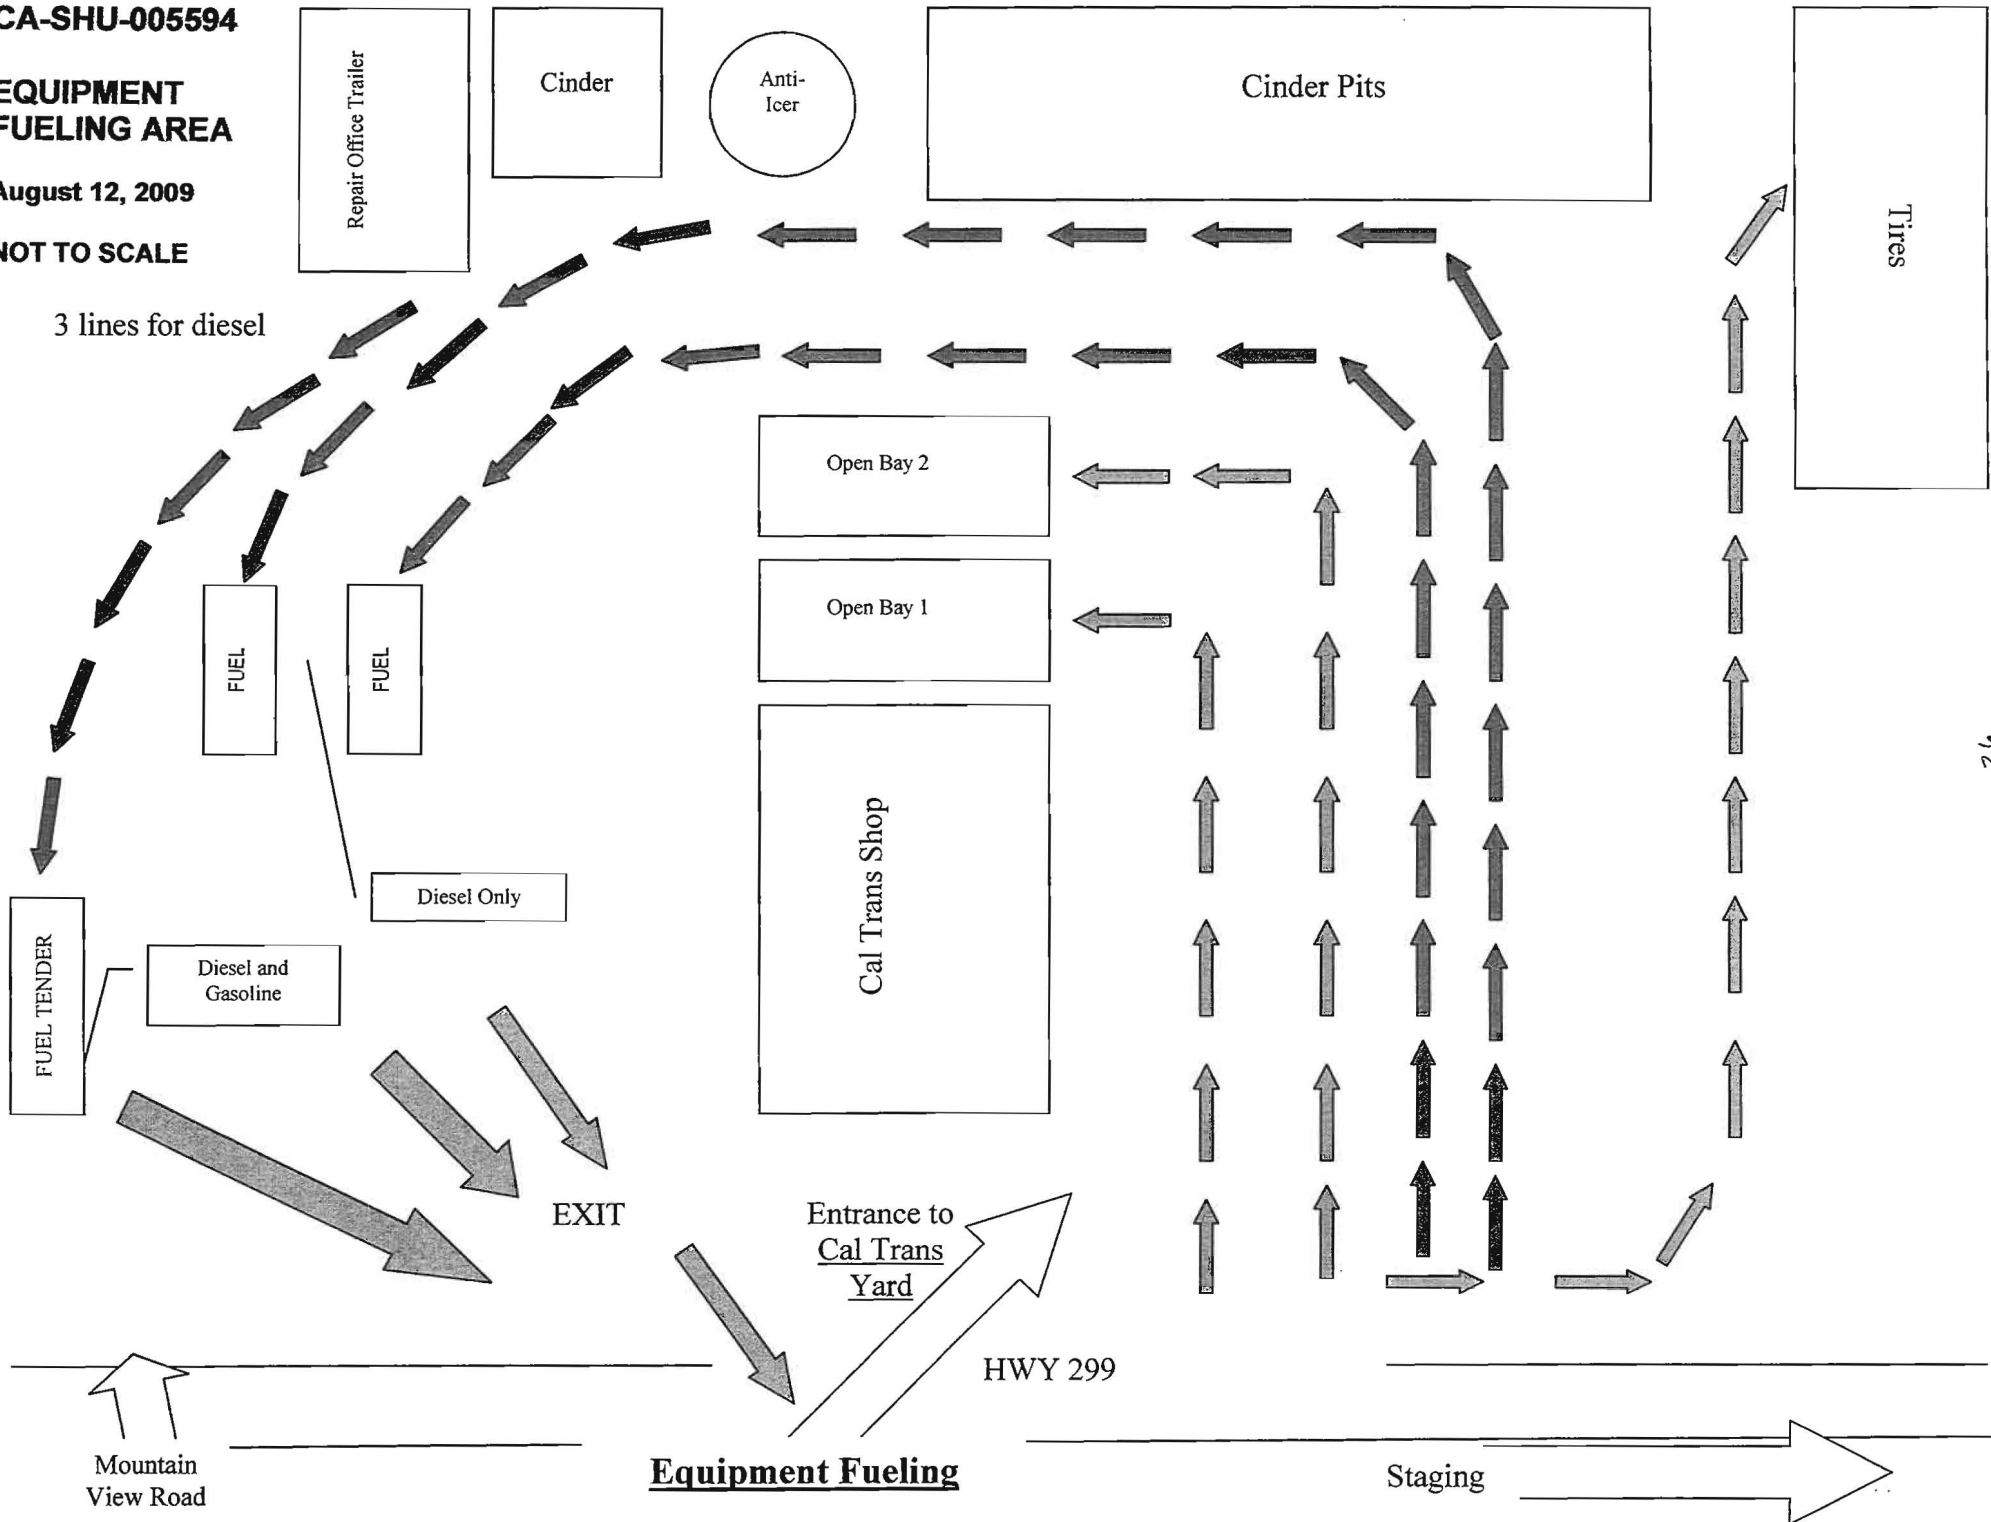 CA-SHU-005594
EQUIPMENT
FUELING AREA
August 12, 2009
NOT TO SCALE
3 lines for diesel
Repair Office Trailer
Cinder
Anti-
Icer
Cinder Pits
Tires
Open Bay 2
Open Bay 1
FUEL
FUEL
Cal Trans Shop
Diesel Only
FUEL TENDER
Diesel and
Gasoline
EXIT
Entrance to
Cal Trans
Yard
HWY 299
Mountain
View Road
Equipment Fueling
Staging